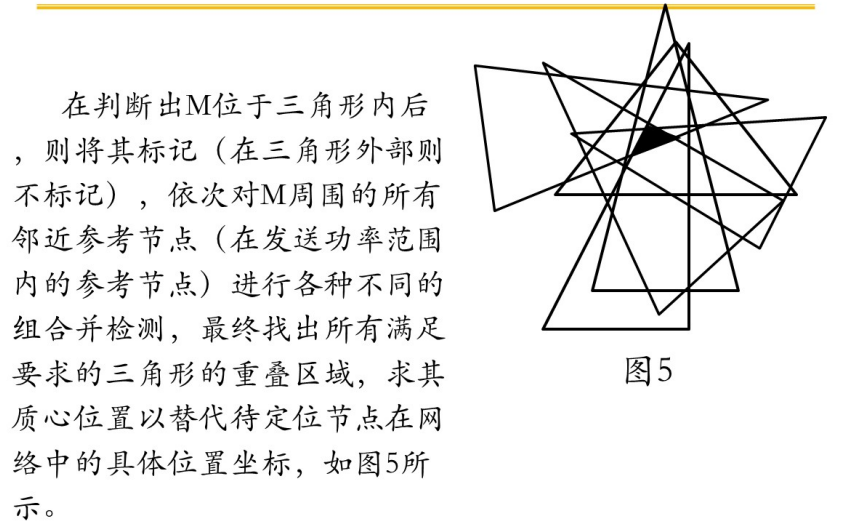 在判断出M位于三角形内后
，则将其标记（在三角形外部则
不标记），依次对M周围的所有
邻近参考节点（在发送功率范围
内的参考节点）进行各种不同的
组合并检测，最终找出所有满足
要求的三角形的重叠区域，求其
质心位置以替代待定位节点在网
络中的具体位置坐标，如图5所
示。
图5